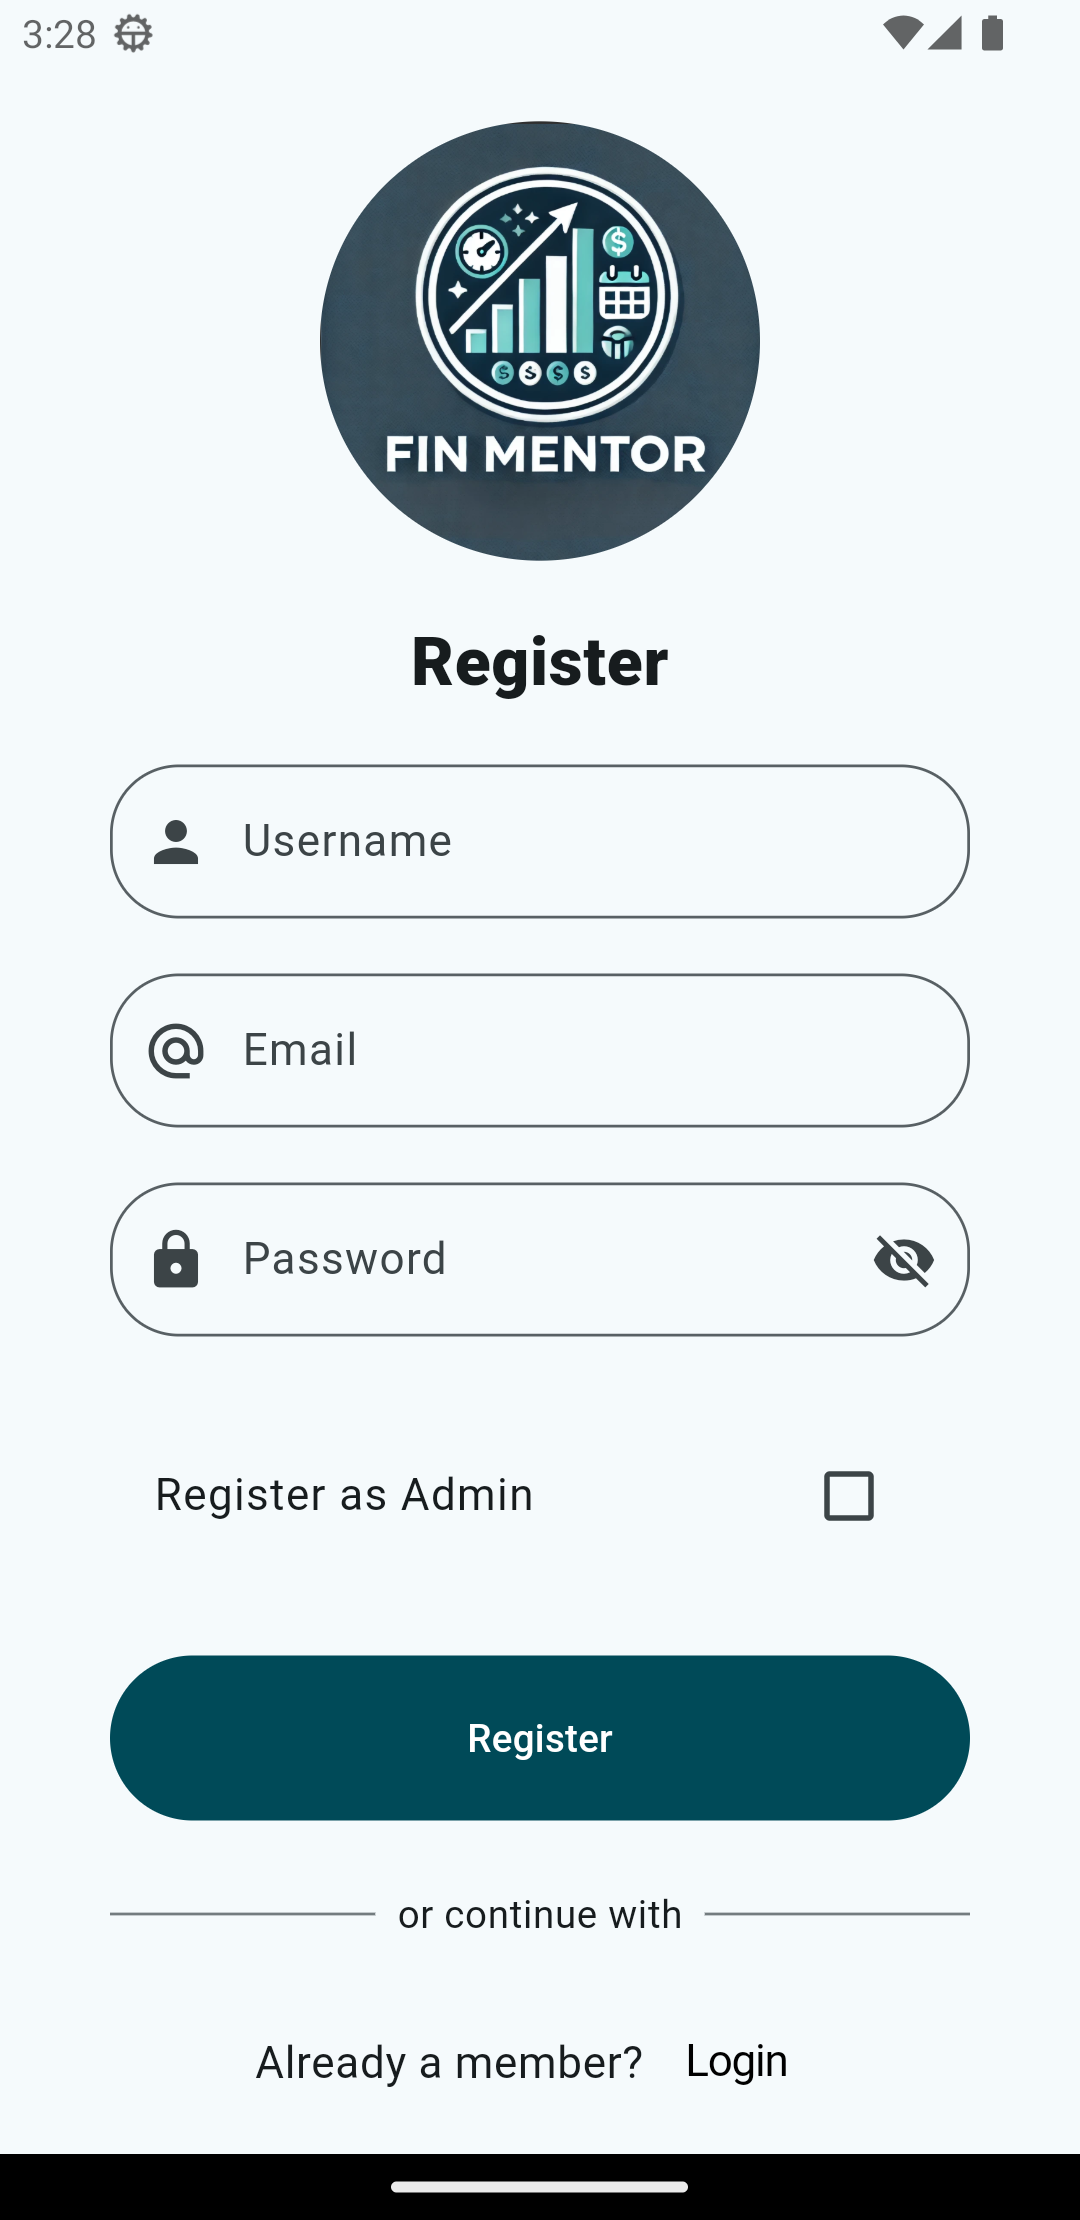 3:28
FIN MENTOR
Register
Username
Email
Password
Register as Admin
Register
or continue with
Already a member? Login